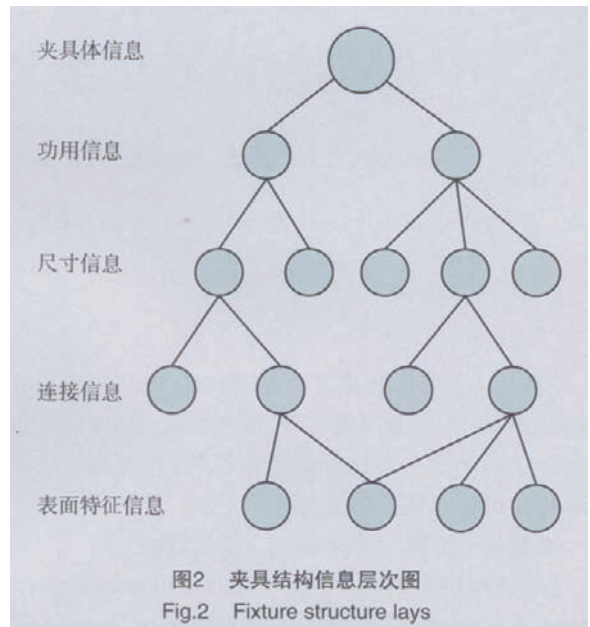 夹具体信息
功用信息
尺寸信息
连接信息
表面特征信息
图2 夹具结构信息层次图
Fig.2 Fixture structure lays